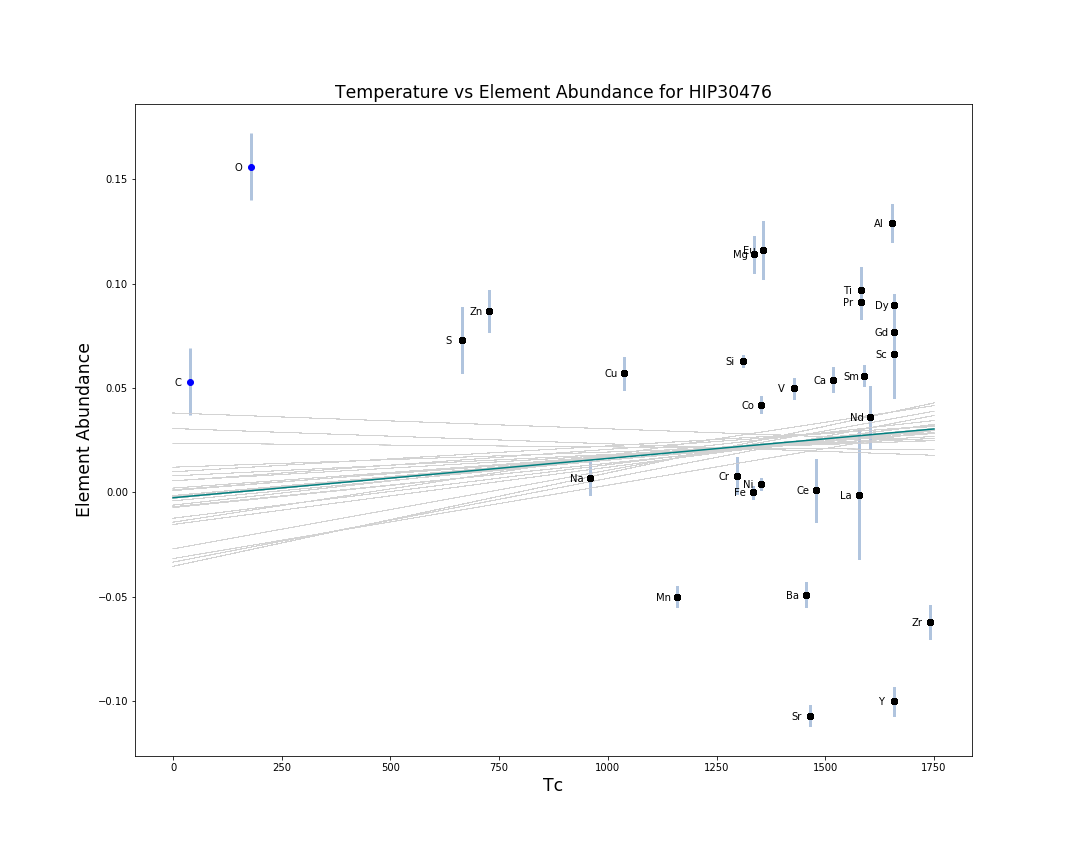 Temperature vs Element Abundance for HIP30476
Element Abundance
0.15
0.10
0.05
0.00
−0.05
−0.10
O
Al
Eu
Mg
Ti
Pr
Dy
Zn
Gd
S
Sc
Si
Cu
Sm
Ca
C
V
Co
Nd
Cr
Na
Ni
Fe
Ce
La
Mn
Ba
Zr
Y
Sr
0
250
500
750
1000
1250
1500
1750
Tc